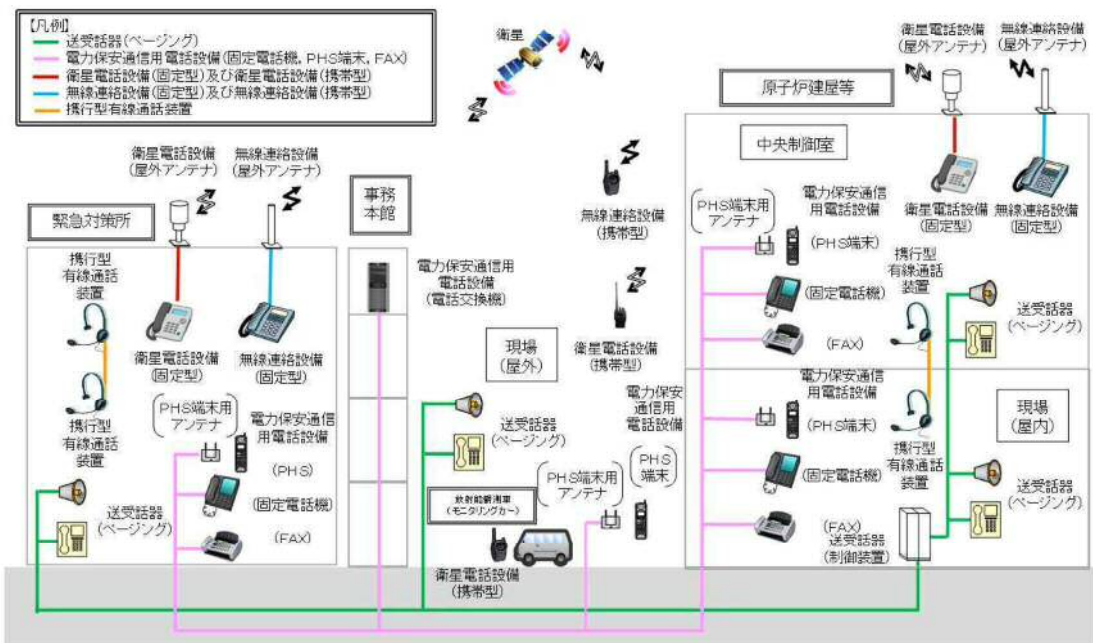 【凡例】
送受話器(ページング)
電力保安通信用電話設備(固定電話機, PHS端末, FAX)
衛星電話設備(固定型)及び衛星電話設備(携帯型)
無線連絡設備(固定型)及び無線連絡設備(携帯型)
携行型有線通話装置
衛星
衛星電話設備
(屋外アンテナ)
無線連絡設備
(屋外アンテナ)
原子炉建屋等
中央制御室
衛星電話設備
(固定型)
無線連絡設備
(固定型)
PHS端末用
アンテナ
電力保安通信
用電話設備
(PHS端末)
(固定電話機)
(FAX)
携行型
有線通話
装置
送受話器
(ページング)
電力保安通信
用電話設備
(PHS端末)
(固定電話機)
(FAX)
携行型
有線通話
装置
現場
(屋内)
送受話器
(ページング)
送受話器
(制御装置)
無線連絡設備
(携帯型)
衛星電話設備
(携帯型)
衛星電話設備
(屋外アンテナ)
無線連絡設備
(屋外アンテナ)
緊急対策所
携行型
有線通話
装置
携行型
有線通話
装置
衛星電話設備
(固定型)
無線連絡設備
(固定型)
PHS端末用
アンテナ
電力保安通信
用電話設備
(PHS)
(固定電話機)
(FAX)
送受話器
(ページング)
事務
本館
電力保安通信用
電話設備
(電話交換機)
現場
(屋外)
送受話器
(ページング)
電力保安
通信用
電話設備
PHS端末用
アンテナ
PHS
端末
放射能観測車
(モニタリングカー)
衛星電話設備
(携帯型)